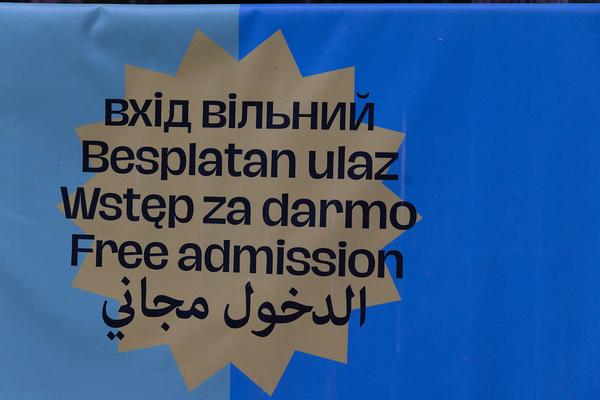 вхід вільний
Besplatan ulaz
Wstęp za darmo
Free admission
الدخول مجاني